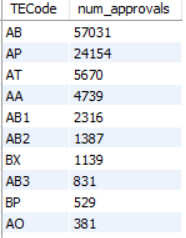 TECode num_approvals
AB 57031
AP 24154
AT 5670
AA 4739
AB1 2316
AB2 1387
BX 1139
AB3 831
BP 529
AO 381